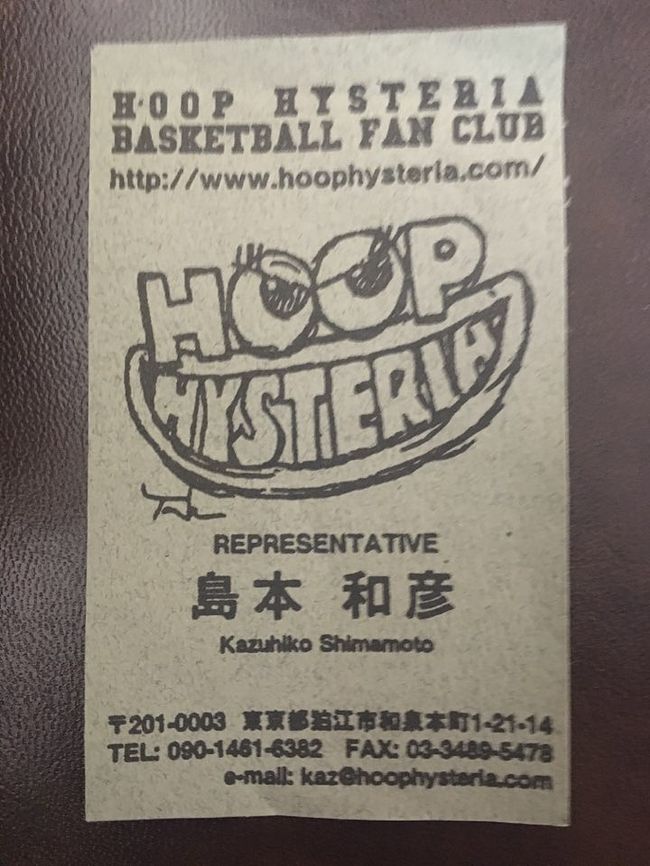 HOOP HYSTERIA
BASKETBALL FAN CLUB
http://www.hoophysteria.com/
HOOP
HYSTERIA
REPRESENTATIVE
島本 和彦
Kazuhiko Shimamoto
〒201-0003 東京都狛江市和泉本町1-21-14
TEL: 090-1461-6382 FAX: 03-3489-5478
e-mail: kaz@hoophysteria.com